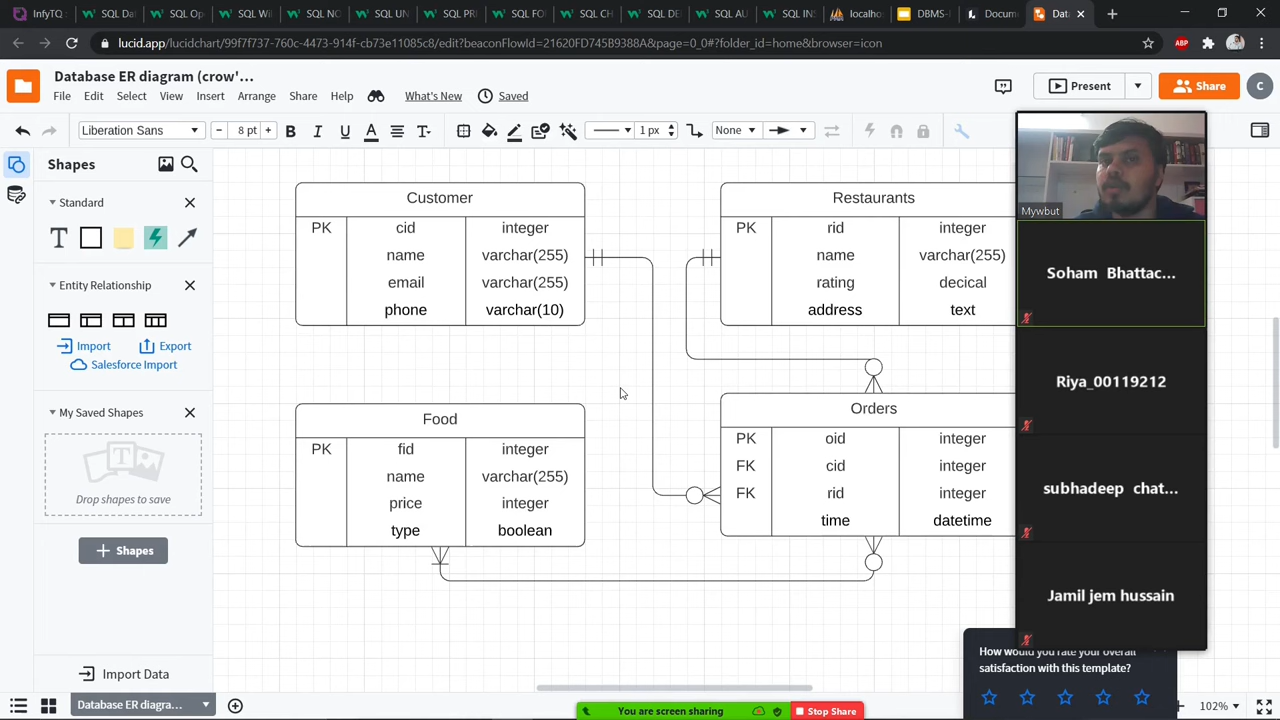 InfyTQ
SQL Da
SQL O
SQL Wi
SQL NO
SQL UN
SQL PR
SQL FO
SQL CH
SQL DE
SQL AU
SQL INS
localhos
DBMS-
Docum
Data
lucid.app/lucidchart/99f7f737-760c-4473-914f-cb73e11085c8/edit?beaconFlowId=21620FD745B9388A&page=0_0#?folder_id=home&browser=icon
ABP
Database ER diagram (crow'...
File Edit Select View Insert Arrange Share Help What's New Saved
Present
Share
C
Liberation Sans
8 pt
B I U A T
1 px
None
Shapes
Standard
T
Entity Relationship
Import
Export
Salesforce Import
My Saved Shapes
Drop shapes to save
+ Shapes
Import Data
Customer
PK cid integer
name varchar(255)
email varchar(255)
phone varchar(10)
Restaurants
PK rid integer
name varchar(255)
rating decical
address text
Food
PK fid integer
name varchar(255)
price integer
type boolean
Orders
PK oid integer
FK cid integer
FK rid integer
time datetime
Mywbut
Soham Bhattac...
Riya_00119212
subhadeep chat...
Jamil jem hussain
How would you rate your overall
satisfaction with this template?
Database ER diagra...
You are screen sharing
Stop Share
102%